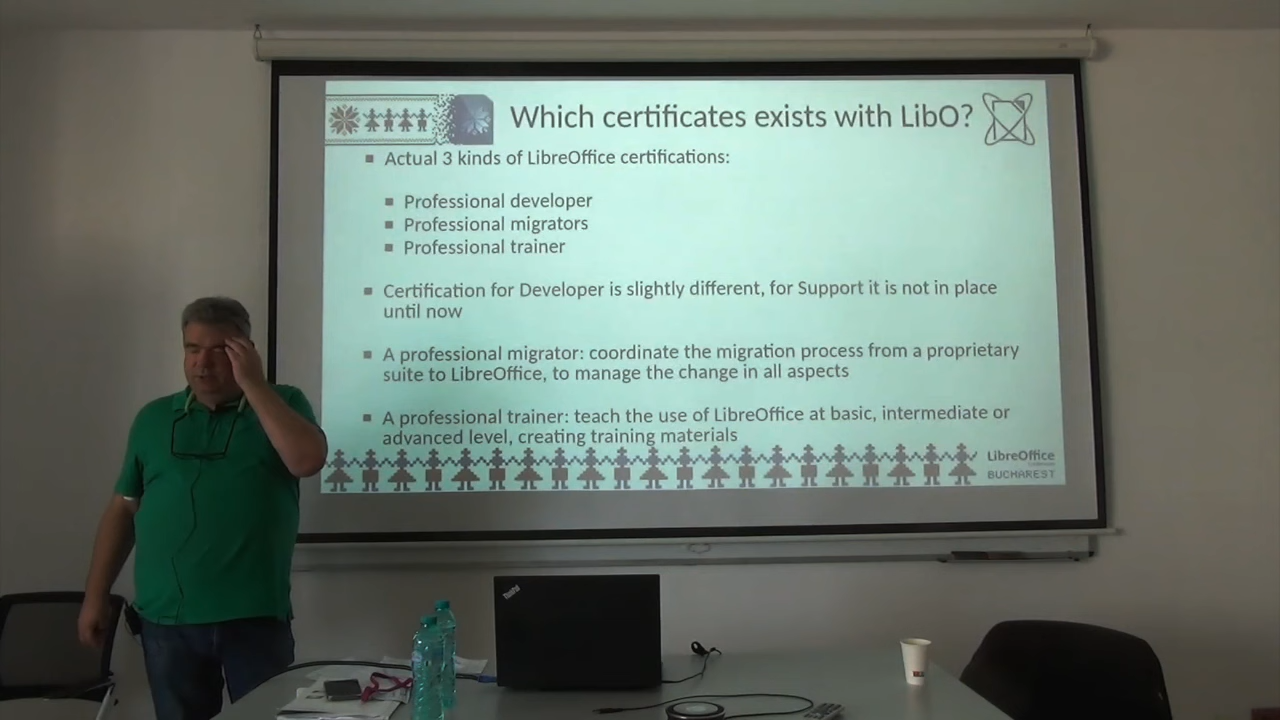 Which certificates exists with LibO?
Actual 3 kinds of LibreOffice certifications:
Professional developer
Professional migrators
Professional trainer
Certification for Developer is slightly different, for Support it is not in place
until now
A professional migrator: coordinate the migration process from a proprietary
suite to LibreOffice, to manage the change in all aspects
A professional trainer: teach the use of LibreOffice at basic, intermediate or
advanced level, creating training materials
LibreOffice
BUCHAREST
ThinkPad